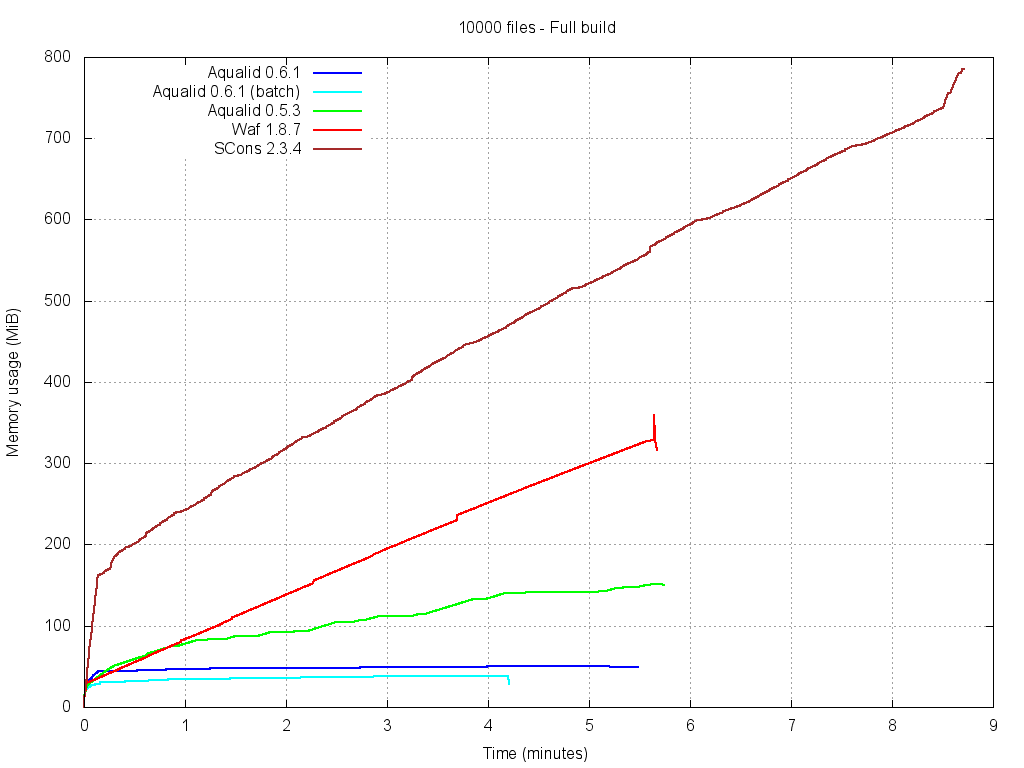 10000 files - Full build
800
700
600
500
400
300
200
100
0
Memory usage (MiB)
Aqualid 0.6.1
Aqualid 0.6.1 (batch)
Aqualid 0.5.3
Waf 1.8.7
SCons 2.3.4
0 1 2 3 4 5 6 7 8 9
Time (minutes)